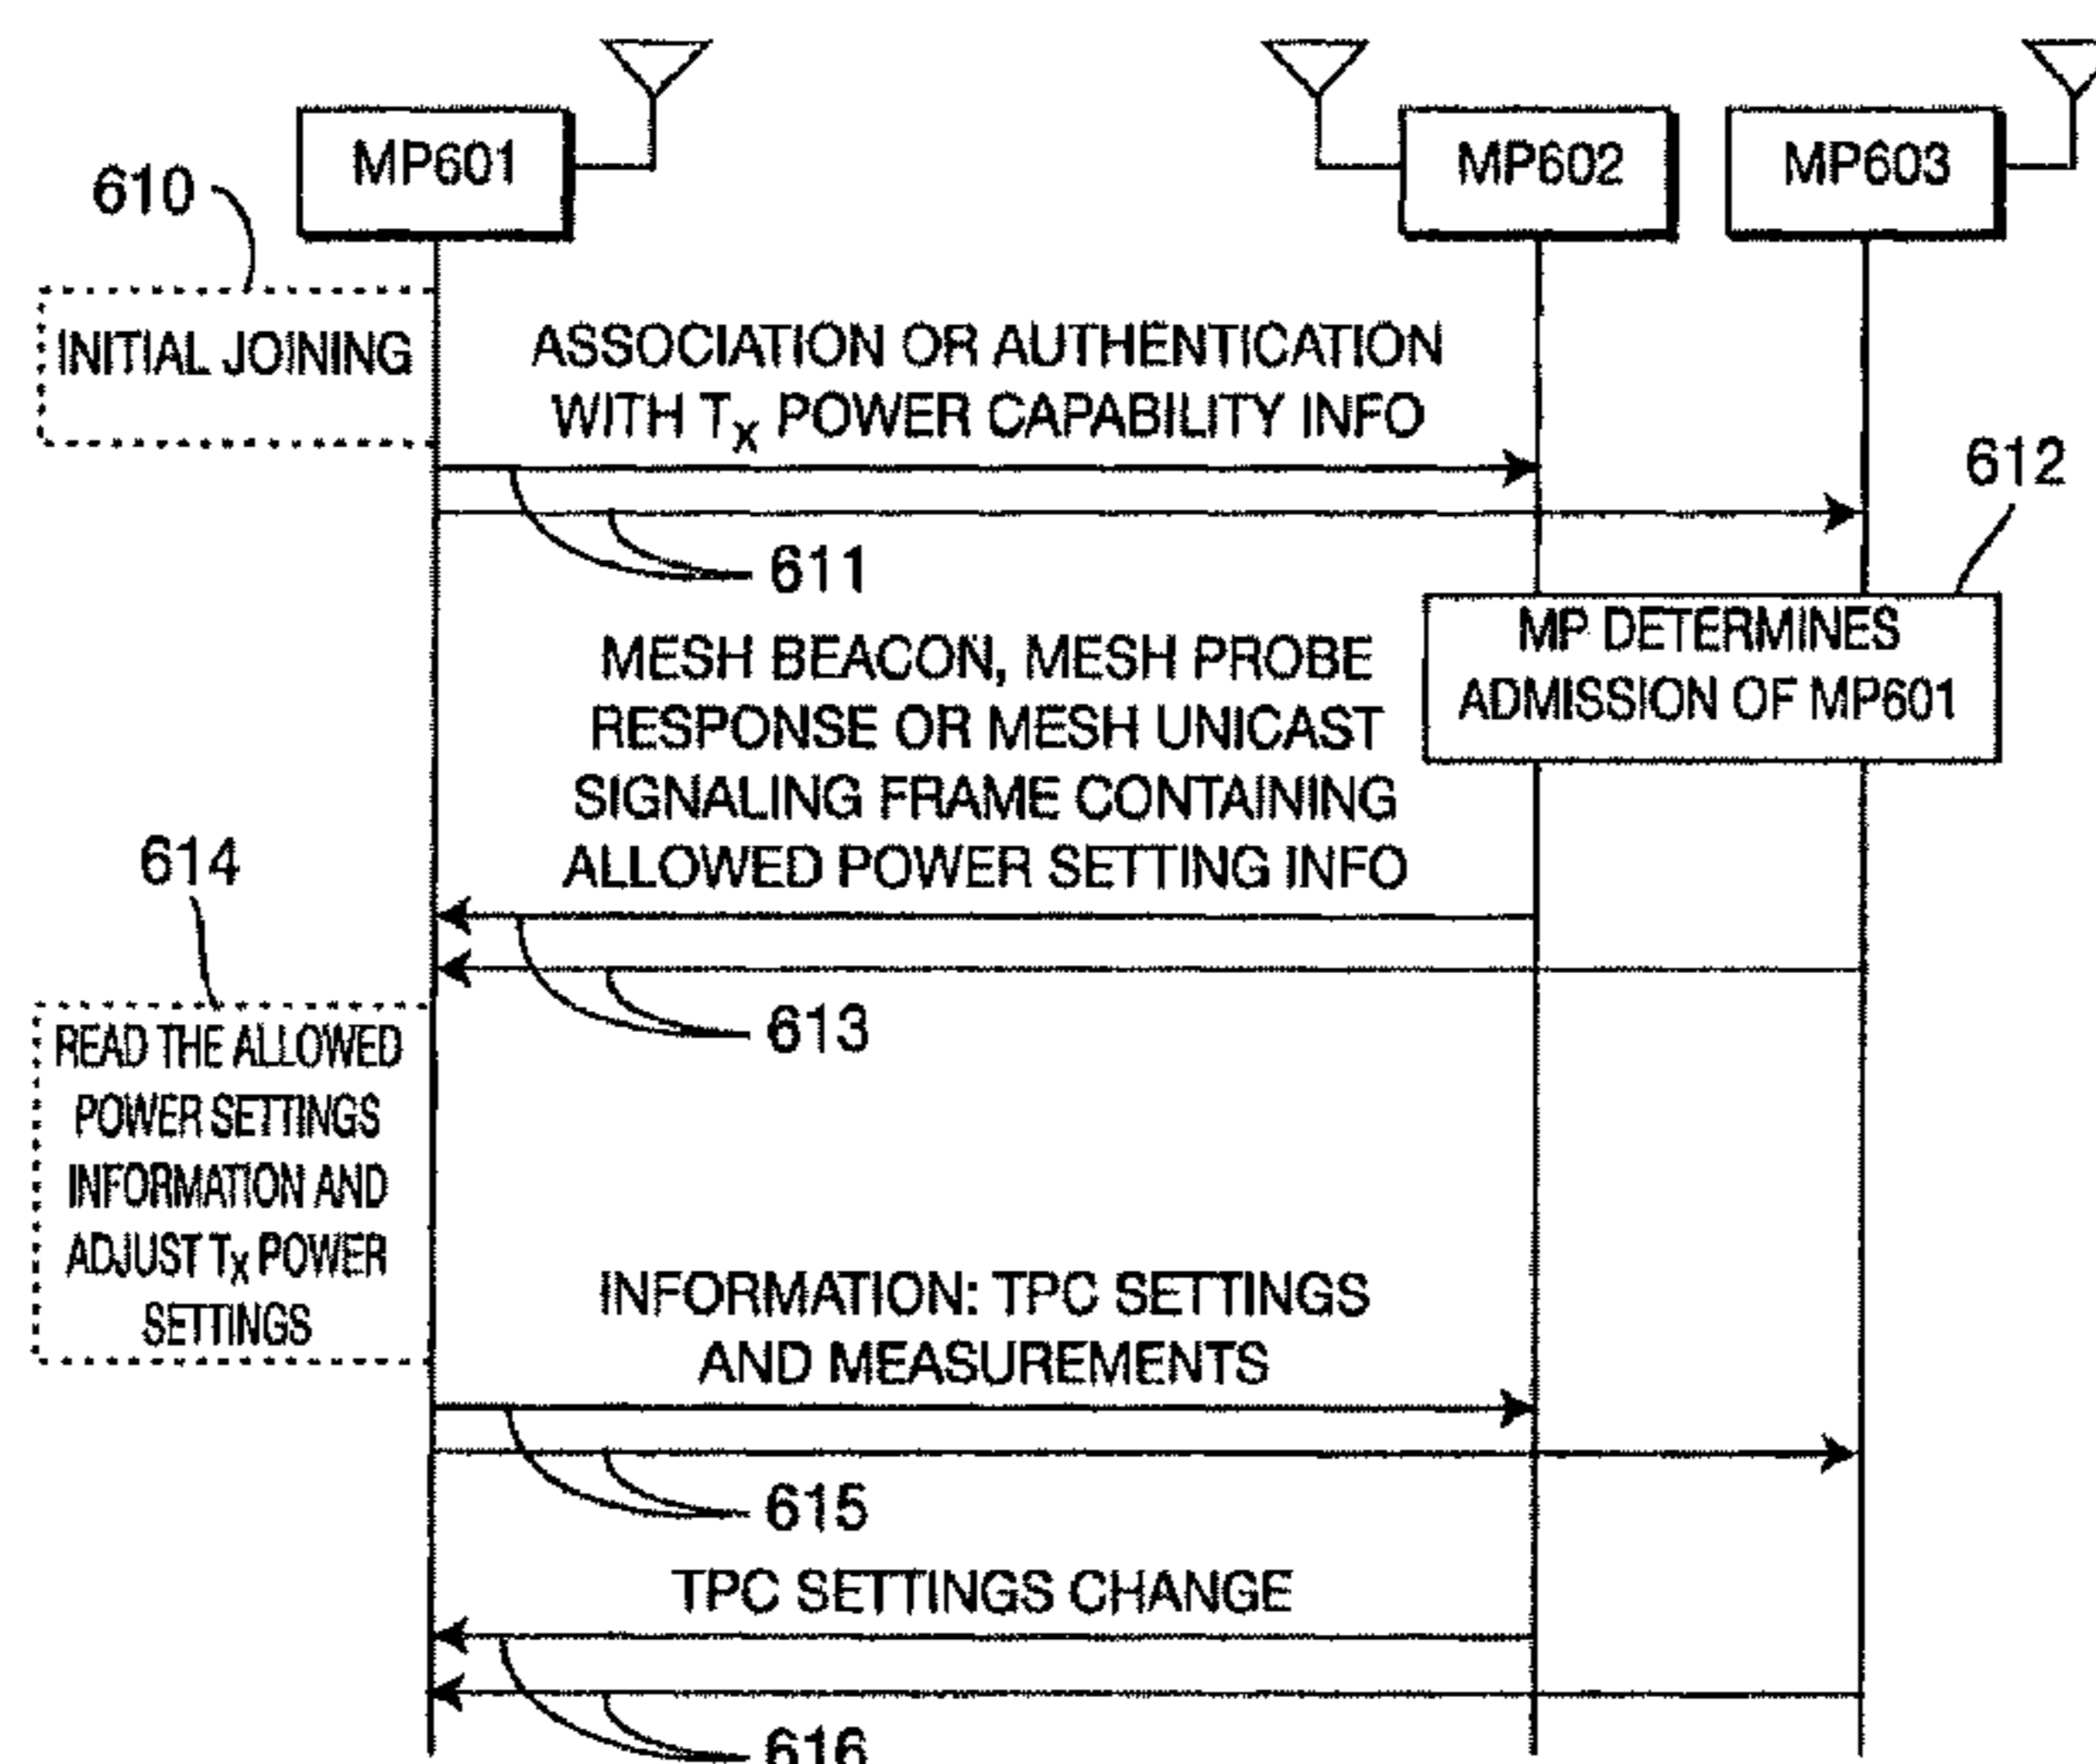 MP601
MP602
MP603
610
INITIAL JOINING
ASSOCIATION OR AUTHENTICATION
WITH TX POWER CAPABILITY INFO
611
612
MP DETERMINES
ADMISSION OF MP601
MESH BEACON, MESH PROBE
RESPONSE OR MESH UNICAST
SIGNALING FRAME CONTAINING
ALLOWED POWER SETTING INFO
613
614
READ THE ALLOWED
POWER SETTINGS
INFORMATION AND
ADJUST TX POWER
SETTINGS
INFORMATION: TPC SETTINGS
AND MEASUREMENTS
615
TPC SETTINGS CHANGE
616